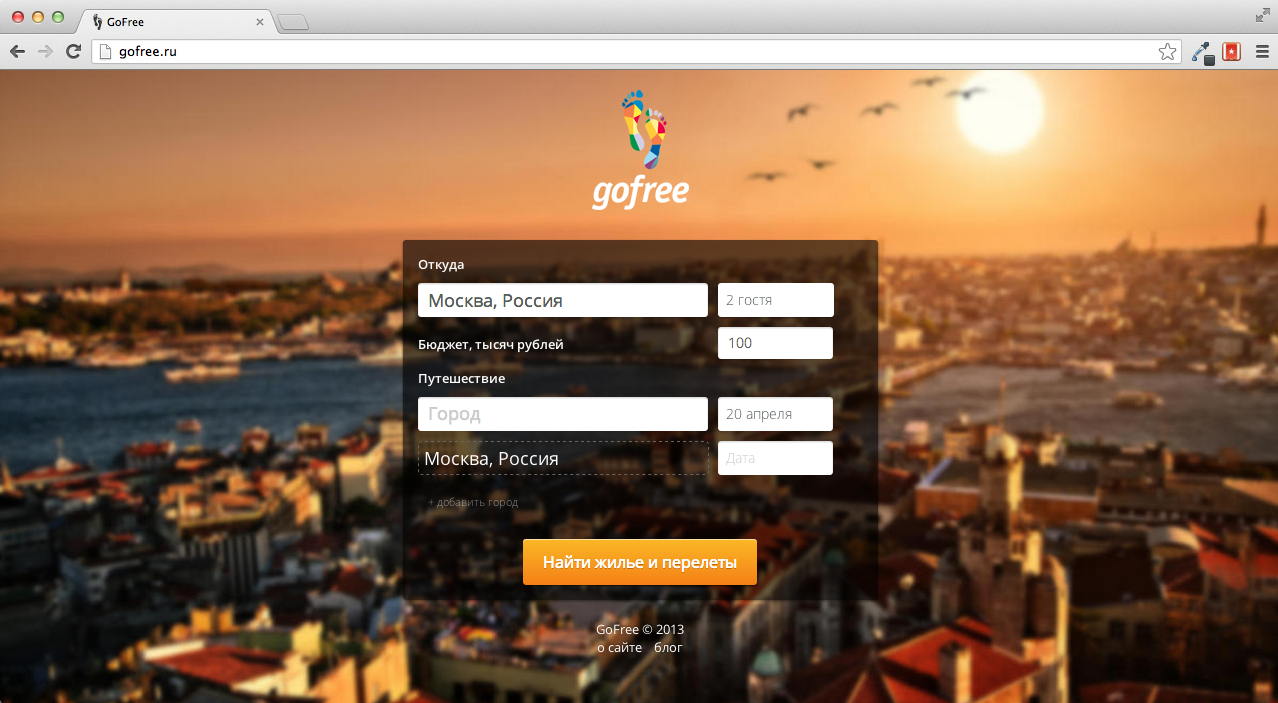 GoFree
gofree.ru
gofree
Откуда
Москва, Россия 2 гостя
Бюджет, тысяч рублей 100
Путешествие
Город 20 апреля
Москва, Россия Дата
+ добавить город
Найти жилье и перелеты
GoFree © 2013
о сайте блог